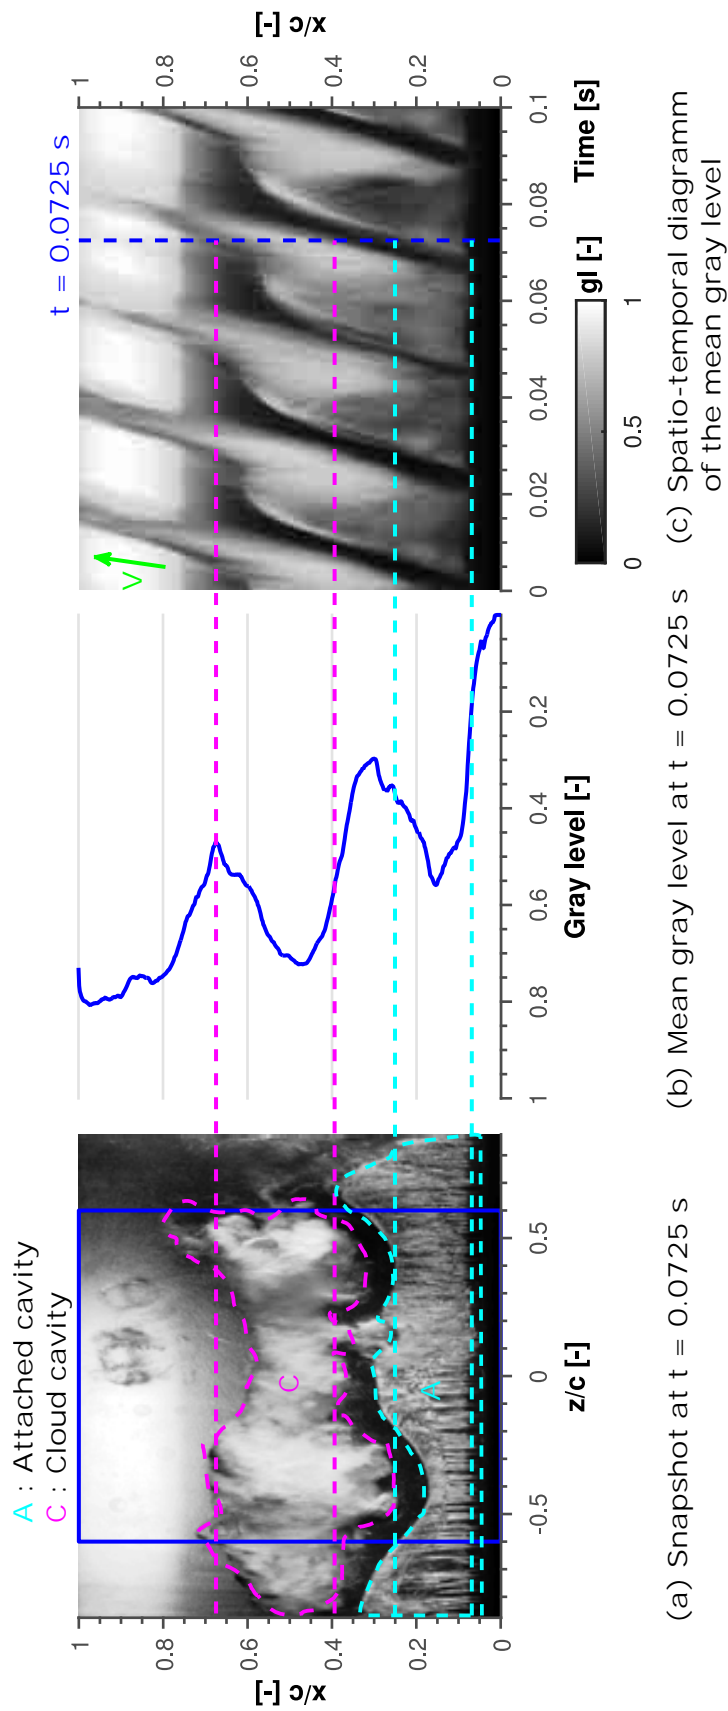 A : Attached cavity
C : Cloud cavity
x/c [-]
1
0.8
0.6
0.4
0.2
0
-0.5
0
0.5
z/c [-]
C
A
(a) Snapshot at t = 0.0725 s
1
0.8
0.6
0.4
0.2
Gray level [-]
(b) Mean gray level at t = 0.0725 s
t = 0.0725 s
V
0
0.02
0.04
0.06
0.08
0.1
Time [s]
1
0.8
0.6
0.4
0.2
0
x/c [-]
gl [-]
0
0.5
1
(c) Spatio-temporal diagramm
of the mean gray level